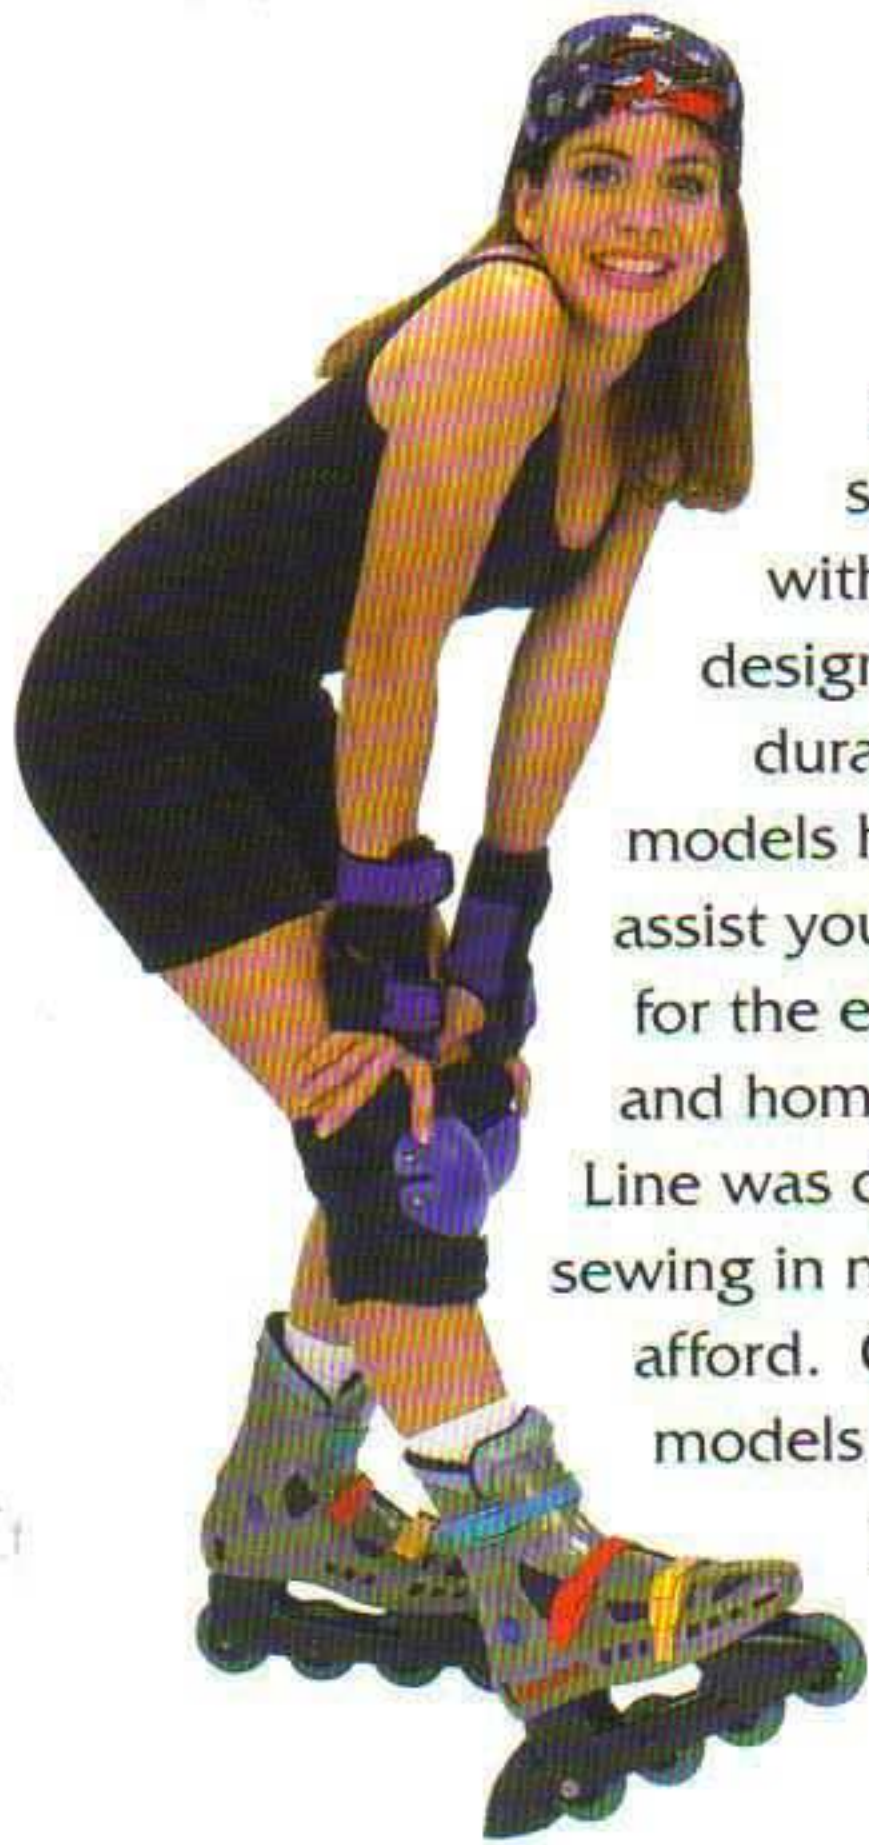 s
with
design
dura
models h
assist you
for the e
and hom
Line was
sewing in
afford.
models